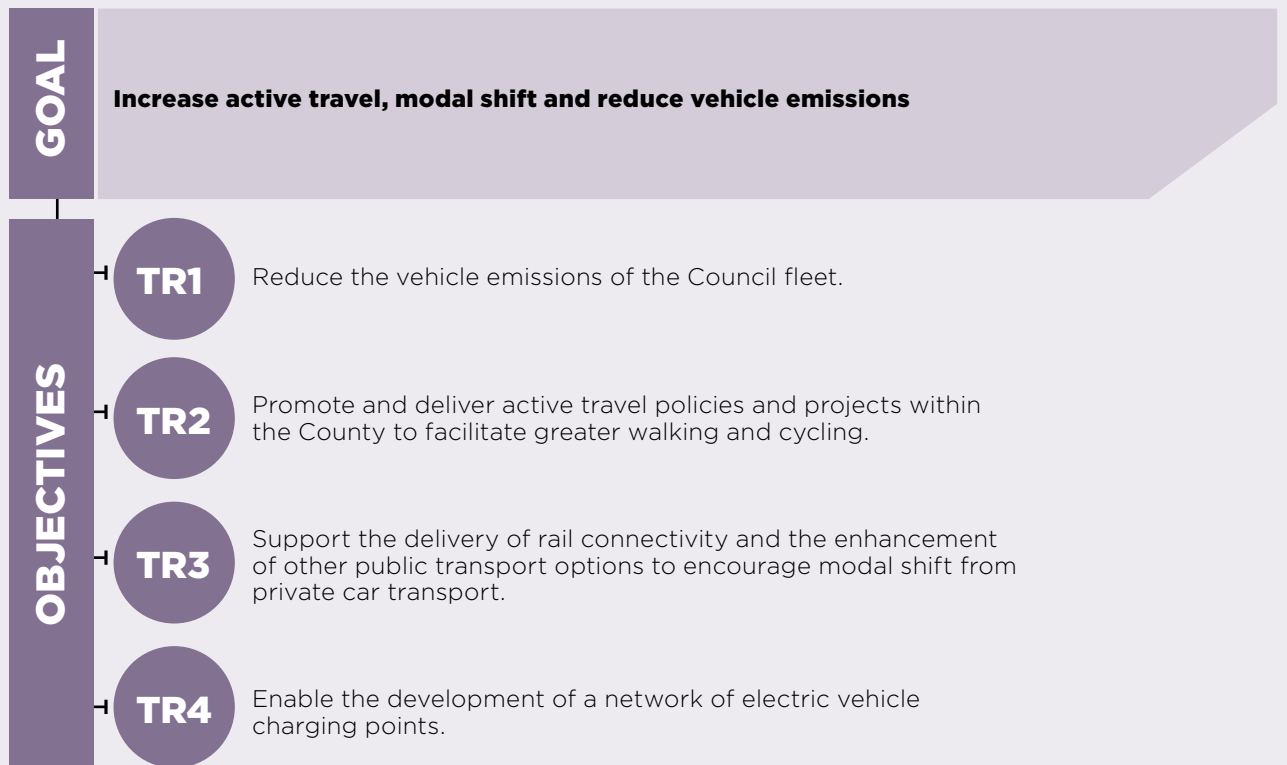 GOAL
Increase active travel, modal shift and reduce vehicle emissions
OBJECTIVES
TR1
Reduce the vehicle emissions of the Council fleet.
TR2
Promote and deliver active travel policies and projects within
the County to facilitate greater walking and cycling.
TR3
Support the delivery of rail connectivity and the enhancement
of other public transport options to encourage modal shift from
private car transport.
TR4
Enable the development of a network of electric vehicle
charging points.